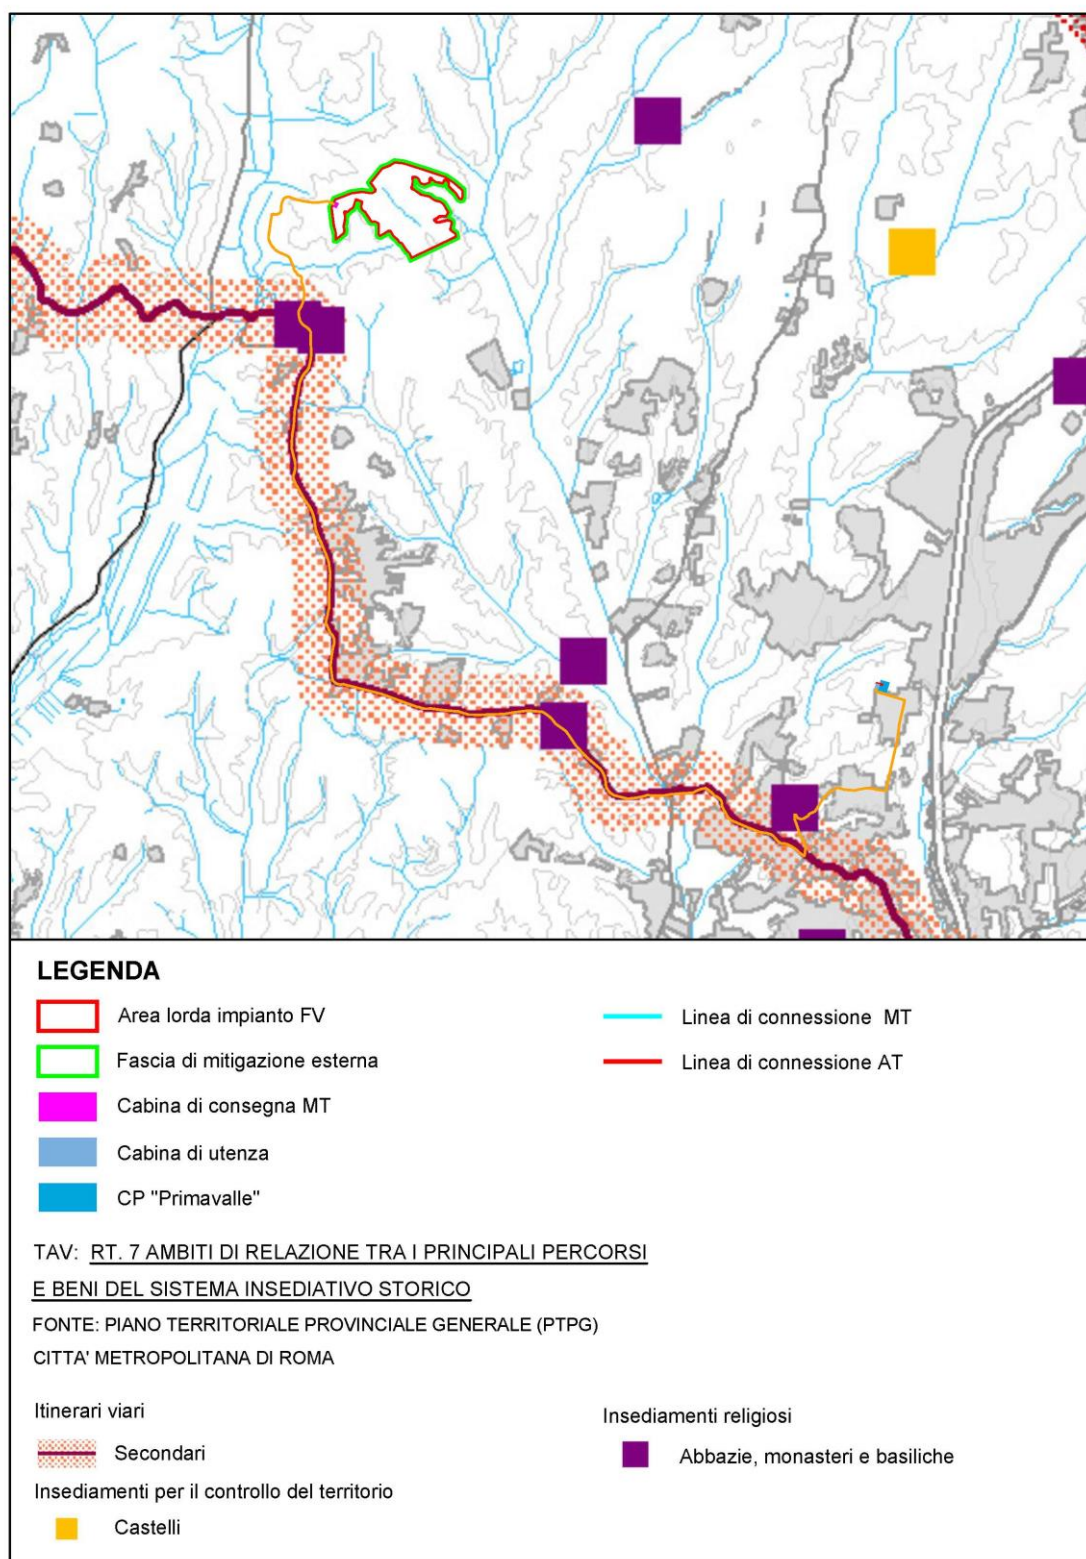 LEGENDA
Area lorda impianto FV
Linea di connessione MT
Fascia di mitigazione esterna
Linea di connessione AT
Cabina di consegna MT
Cabina di utenza
CP "Primavalle"
TAV: RT. 7 AMBITI DI RELAZIONE TRA I PRINCIPALI PERCORSI
E BENI DEL SISTEMA INSEDIATIVO STORICO
FONTE: PIANO TERRITORIALE PROVINCIALE GENERALE (PTPG)
CITTA' METROPOLITANA DI ROMA
Itinerari viari
Insediamenti religiosi
Secondari
Abbazie, monasteri e basiliche
Insediamenti per il controllo del territorio
Castelli